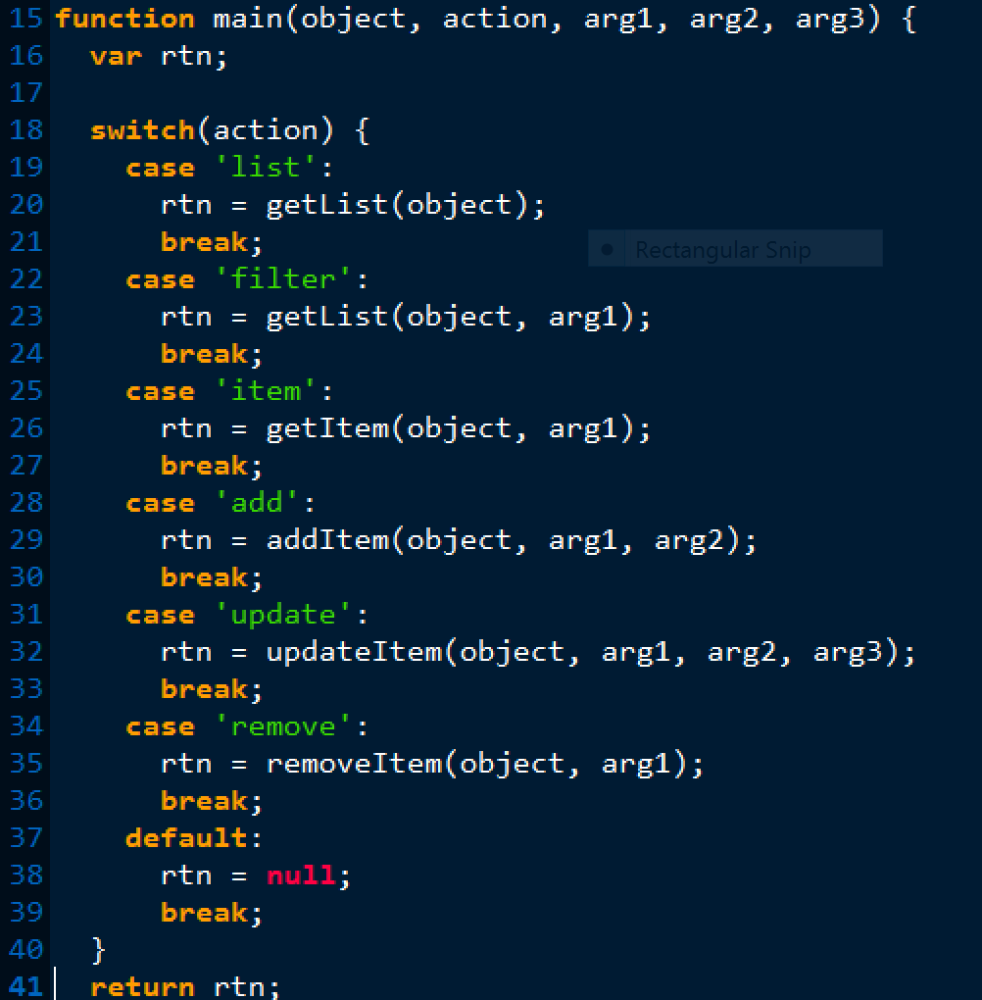 15 function main(object, action, arg1, arg2, arg3) {
16   var rtn;
17
18   switch(action) {
19     case 'list':
20       rtn = getList(object);
21       break;
Rectangular Snip
22     case 'filter':
23       rtn = getList(object, arg1);
24       break;
25     case 'item':
26       rtn = getItem(object, arg1);
27       break;
28     case 'add':
29       rtn = addItem(object, arg1, arg2);
30       break;
31     case 'update':
32       rtn = updateItem(object, arg1, arg2, arg3);
33       break;
34     case 'remove':
35       rtn = removeItem(object, arg1);
36       break;
37     default:
38       rtn = null;
39       break;
40   }
41   return rtn;